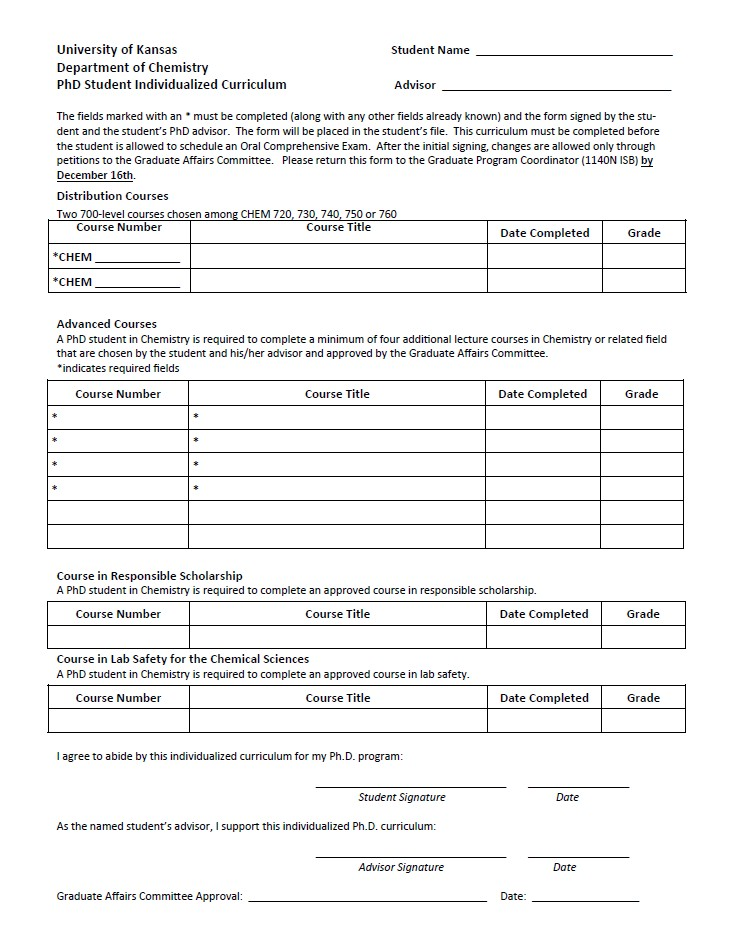 University of Kansas
Student Name ___
Department of Chemistry
PhD Student Individualized Curriculum
Advisor ___
The fields marked with an * must be completed (along with any other fields already known) and the form signed by the stu-
dent and the student's PhD advisor. The form will be placed in the student's file. This curriculum must be completed before
the student is allowed to schedule an Oral Comprehensive Exam. After the initial signing, changes are allowed only through
petitions to the Graduate Affairs Committee. Please return this form to the Graduate Program Coordinator (1140N ISB) by
December 16th.
Distribution Courses
Two 700-level courses chosen among CHEM 720, 730, 740, 750 or 760
Course Number Course Title Date Completed Grade
*CHEM ___
*CHEM ___
Advanced Courses
A PhD student in Chemistry is required to complete a minimum of four additional lecture courses in Chemistry or related field
that are chosen by the student and his/her advisor and approved by the Graduate Affairs Committee.
*indicates required fields
Course Number Course Title Date Completed Grade
* *
* *
* *
* *
Course in Responsible Scholarship
A PhD student in Chemistry is required to complete an approved course in responsible scholarship.
Course Number Course Title Date Completed Grade
Course in Lab Safety for the Chemical Sciences
A PhD student in Chemistry is required to complete an approved course in lab safety.
Course Number Course Title Date Completed Grade
I agree to abide by this individualized curriculum for my Ph.D. program:
Student Signature Date
As the named student's advisor, I support this individualized Ph.D. curriculum:
Advisor Signature Date
Graduate Affairs Committee Approval: ___ Date: ___